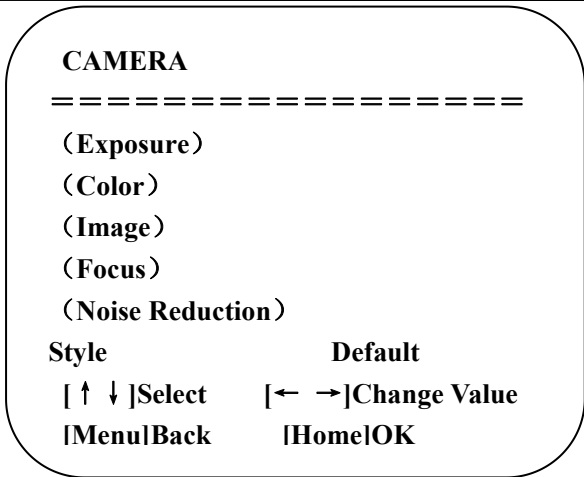 CAMERA
==================
（Exposure）
（Color）
（Image）
（Focus）
（Noise Reduction）
Style Default
[↑ ↓]Select [← →]Change Value
[Menu]Back [Home]OK